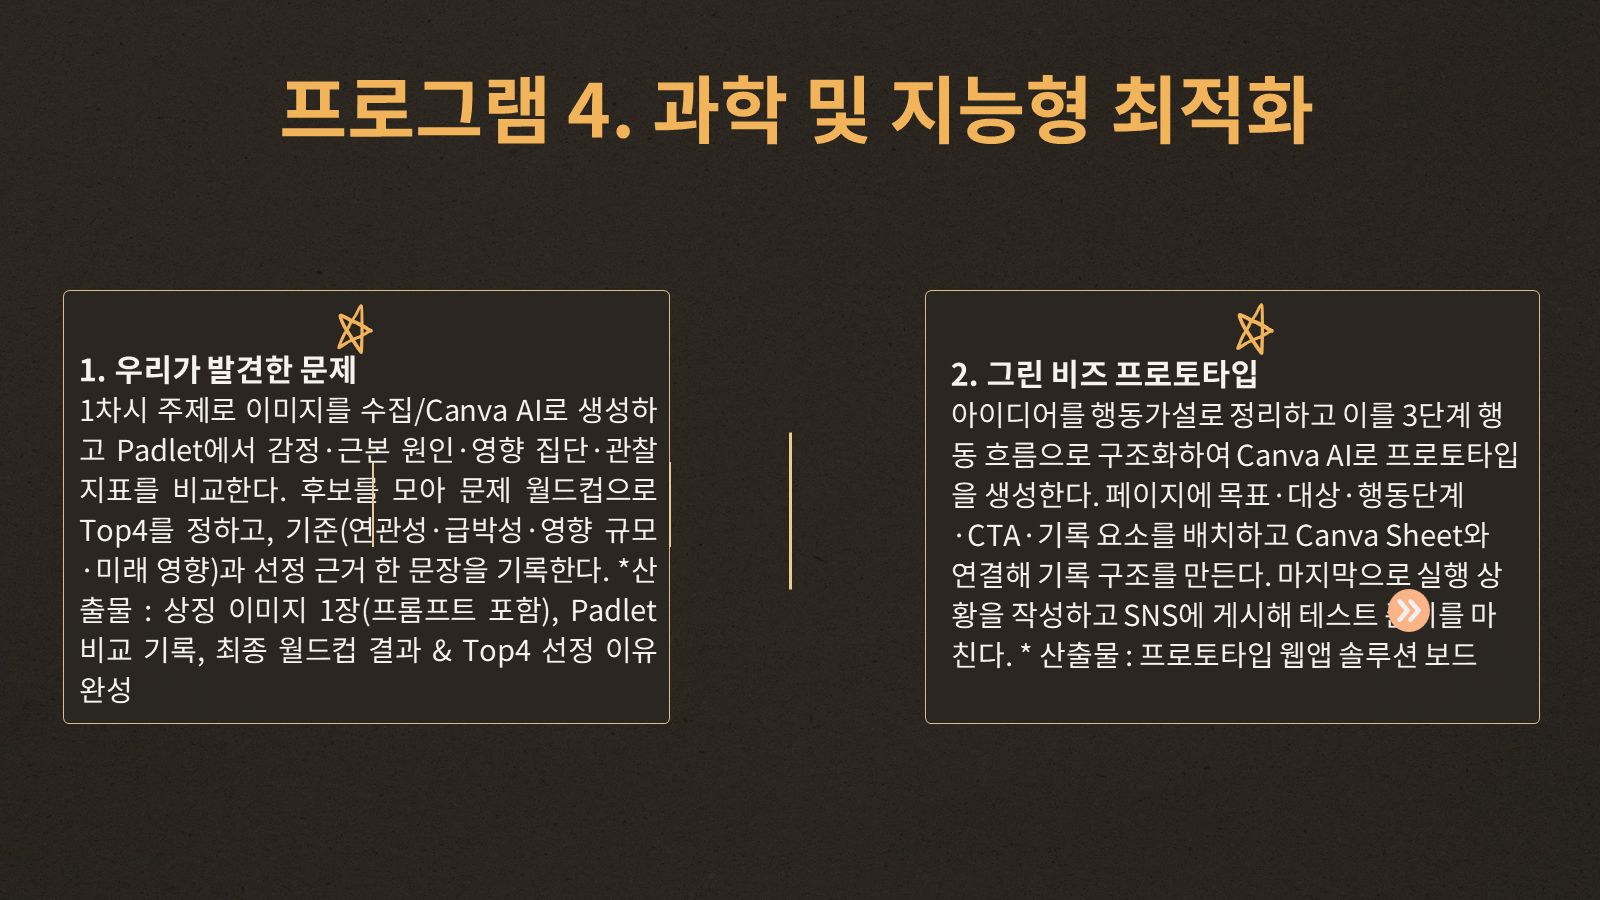 프로그램 4. 과학 및 지능형 최적화
1. 우리가 발견한 문제
1차시 주제로 이미지를 수집/Canva AI로 생성하
고 Padlet에서 감정·근본 원인·영향 집단·관찰
지표를 비교한다. 후보를 모아 문제 월드컵으로
Top4를 정하고, 기준(연관성·급박성·영향 규모
·미래 영향)과 선정 근거 한 문장을 기록한다. *산
출물 : 상징 이미지 1장(프롬프트 포함), Padlet
비교 기록, 최종 월드컵 결과 & Top4 선정 이유
완성
2. 그린 비즈 프로토타입
아이디어를 행동가설로 정리하고 이를 3단계 행
동 흐름으로 구조화하여 Canva AI로 프로토타입
을 생성한다. 페이지에 목표·대상·행동단계
·CTA·기록 요소를 배치하고 Canva Sheet와
연결해 기록 구조를 만든다. 마지막으로 실행 상
황을 작성하고 SNS에 게시해 테스트 를 마
친다. * 산출물 : 프로토타입 웹앱 솔루션 보드